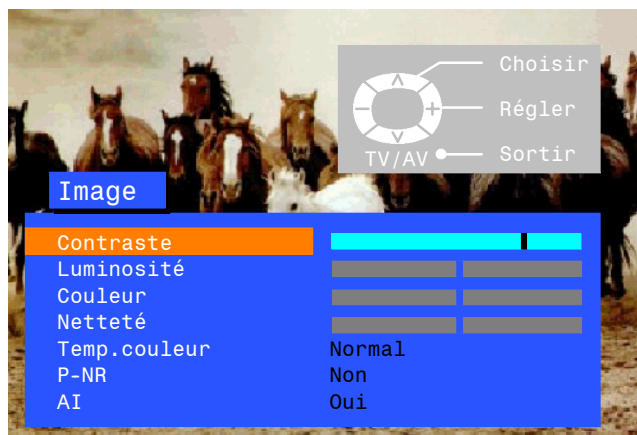 Choisir
Régler
TV/AV Sortir
Image
Contraste
Luminosité
Couleur
Netteté
Temp.couleur Normal
P-NR Non
AI Oui